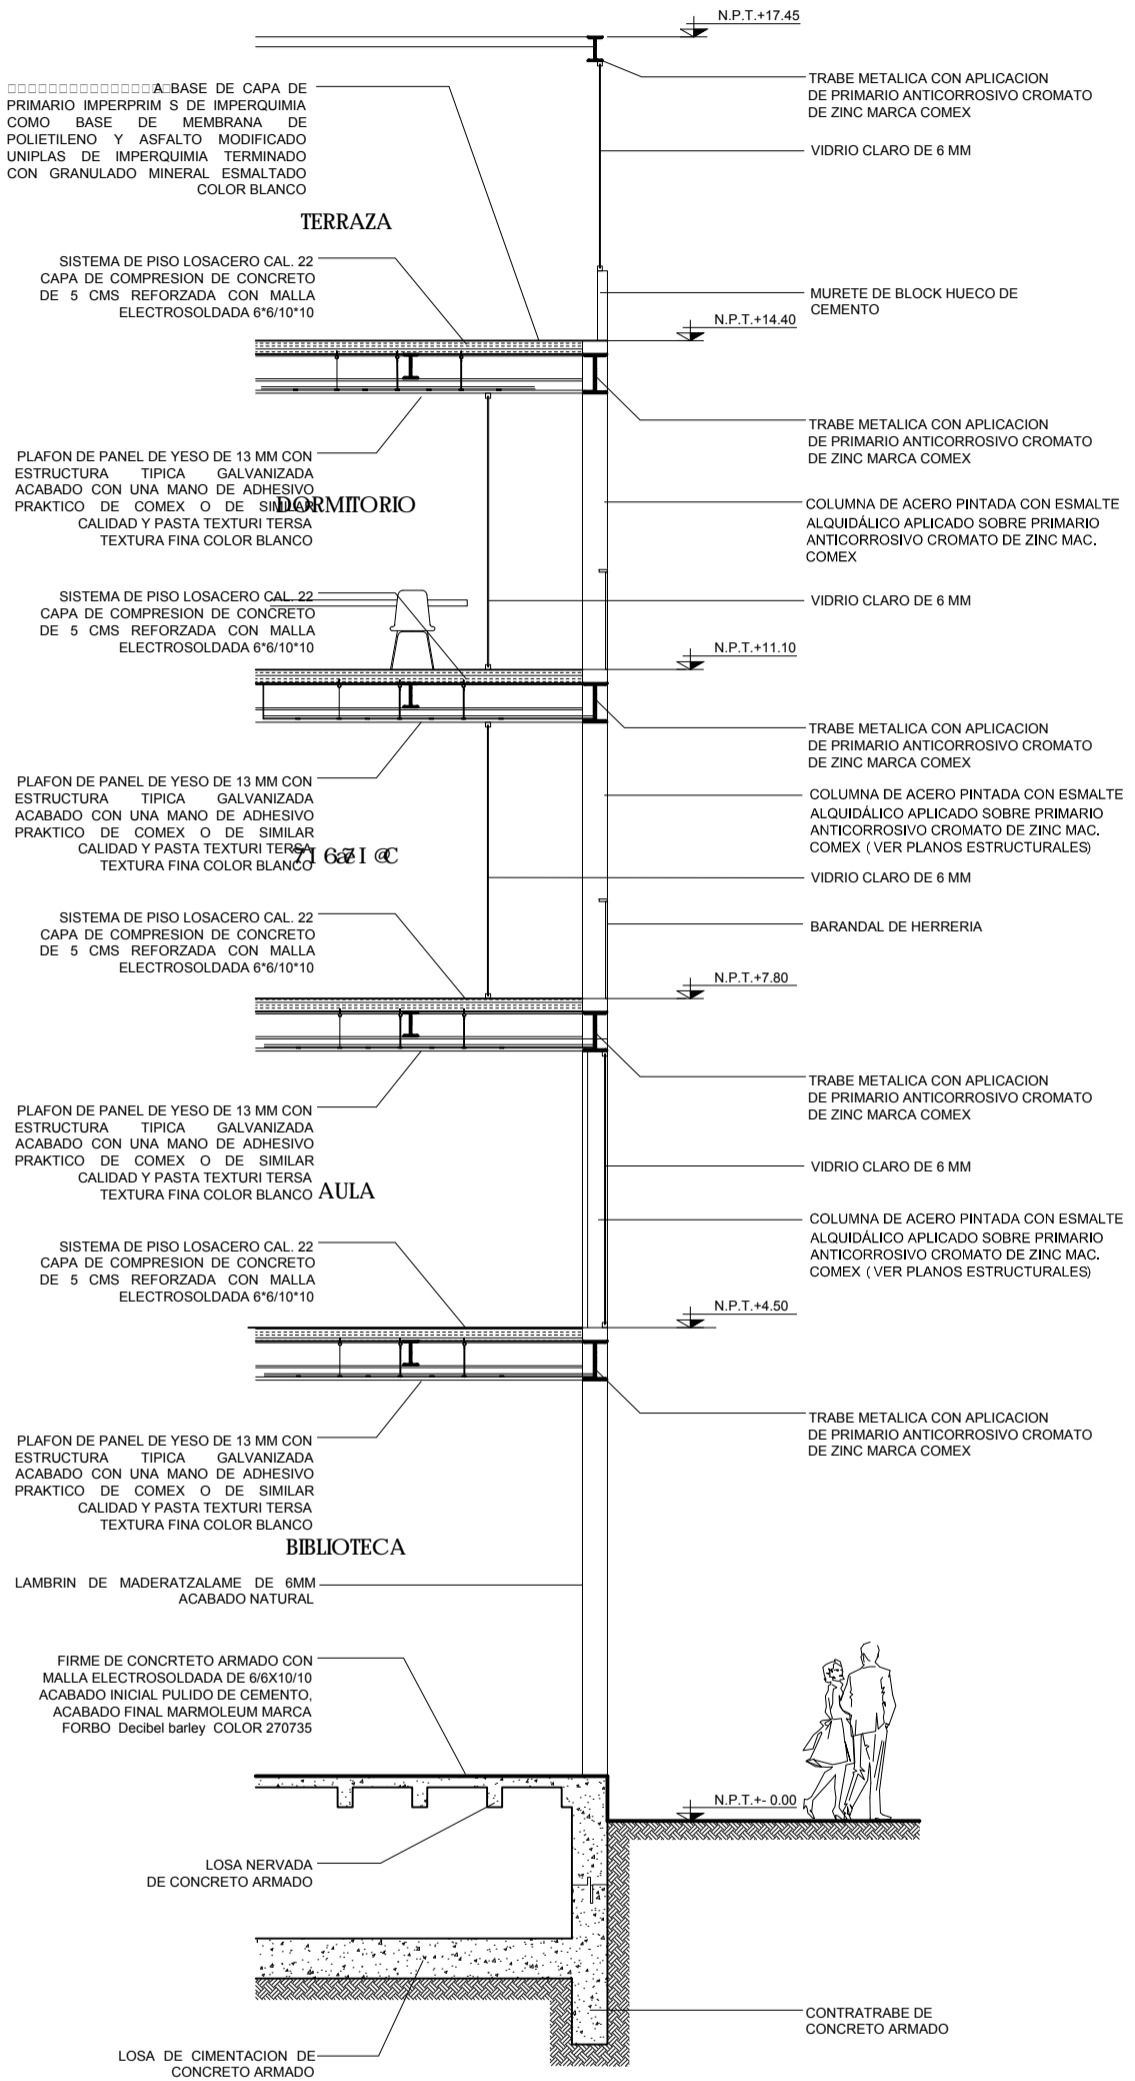 N.P.T.+17.45
TRABE METALICA CON APLICACION
DE PRIMARIO ANTICORROSIVO CROMATO
DE ZINC MARCA COMEX
A BASE DE CAPA DE
PRIMARIO IMPERPRIM S DE IMPERQUIMIA
COMO BASE DE MEMBRANA DE
POLIETILENO Y ASFALTO MODIFICADO
UNIPLAS DE IMPERQUIMIA TERMINADO
CON GRANULADO MINERAL ESMALTADO
COLOR BLANCO
VIDRIO CLARO DE 6 MM
TERRAZA
SISTEMA DE PISO LOSACERO CAL. 22
CAPA DE COMPRESION DE CONCRETO
DE 5 CMS REFORZADA CON MALLA
ELECTROSOLDADA 6*6/10*10
MURETE DE BLOCK HUECO DE
CEMENTO
N.P.T.+14.40
TRABE METALICA CON APLICACION
DE PRIMARIO ANTICORROSIVO CROMATO
DE ZINC MARCA COMEX
PLAFON DE PANEL DE YESO DE 13 MM CON
ESTRUCTURA TIPICA GALVANIZADA
ACABADO CON UNA MANO DE ADHESIVO
PRAKTICO DE COMEX O DE SIMILAR
CALIDAD Y PASTA TEXTURI TERSA
TEXTURA FINA COLOR BLANCO
DORMITORIO
COLUMNA DE ACERO PINTADA CON ESMALTE
ALQUIDÁLICO APLICADO SOBRE PRIMARIO
ANTICORROSIVO CROMATO DE ZINC MAC.
COMEX
SISTEMA DE PISO LOSACERO CAL. 22
CAPA DE COMPRESION DE CONCRETO
DE 5 CMS REFORZADA CON MALLA
ELECTROSOLDADA 6*6/10*10
VIDRIO CLARO DE 6 MM
N.P.T.+11.10
TRABE METALICA CON APLICACION
DE PRIMARIO ANTICORROSIVO CROMATO
DE ZINC MARCA COMEX
PLAFON DE PANEL DE YESO DE 13 MM CON
ESTRUCTURA TIPICA GALVANIZADA
ACABADO CON UNA MANO DE ADHESIVO
PRAKTICO DE COMEX O DE SIMILAR
CALIDAD Y PASTA TEXTURI TERSA
TEXTURA FINA COLOR BLANCO
COLUMNA DE ACERO PINTADA CON ESMALTE
ALQUIDÁLICO APLICADO SOBRE PRIMARIO
ANTICORROSIVO CROMATO DE ZINC MAC.
COMEX ( VER PLANOS ESTRUCTURALES)
VIDRIO CLARO DE 6 MM
SISTEMA DE PISO LOSACERO CAL. 22
CAPA DE COMPRESION DE CONCRETO
DE 5 CMS REFORZADA CON MALLA
ELECTROSOLDADA 6*6/10*10
BARANDAL DE HERRERIA
N.P.T.+7.80
TRABE METALICA CON APLICACION
DE PRIMARIO ANTICORROSIVO CROMATO
DE ZINC MARCA COMEX
PLAFON DE PANEL DE YESO DE 13 MM CON
ESTRUCTURA TIPICA GALVANIZADA
ACABADO CON UNA MANO DE ADHESIVO
PRAKTICO DE COMEX O DE SIMILAR
CALIDAD Y PASTA TEXTURI TERSA
TEXTURA FINA COLOR BLANCO
AULA
VIDRIO CLARO DE 6 MM
COLUMNA DE ACERO PINTADA CON ESMALTE
ALQUIDÁLICO APLICADO SOBRE PRIMARIO
ANTICORROSIVO CROMATO DE ZINC MAC.
COMEX ( VER PLANOS ESTRUCTURALES)
SISTEMA DE PISO LOSACERO CAL. 22
CAPA DE COMPRESION DE CONCRETO
DE 5 CMS REFORZADA CON MALLA
ELECTROSOLDADA 6*6/10*10
N.P.T.+4.50
TRABE METALICA CON APLICACION
DE PRIMARIO ANTICORROSIVO CROMATO
DE ZINC MARCA COMEX
PLAFON DE PANEL DE YESO DE 13 MM CON
ESTRUCTURA TIPICA GALVANIZADA
ACABADO CON UNA MANO DE ADHESIVO
PRAKTICO DE COMEX O DE SIMILAR
CALIDAD Y PASTA TEXTURI TERSA
TEXTURA FINA COLOR BLANCO
BIBLIOTECA
LAMBRIN DE MADERATZALAME DE 6MM
ACABADO NATURAL
FIRME DE CONCRTETO ARMADO CON
MALLA ELECTROSOLDADA DE 6/6X10/10
ACABADO INICIAL PULIDO DE CEMENTO,
ACABADO FINAL MARMOLEUM MARCA
FORBO Decibel barley COLOR 270735
N.P.T.+- 0.00
LOSA NERVADA
DE CONCRETO ARMADO
CONTRATRABE DE
CONCRETO ARMADO
LOSA DE CIMENTACION DE
CONCRETO ARMADO